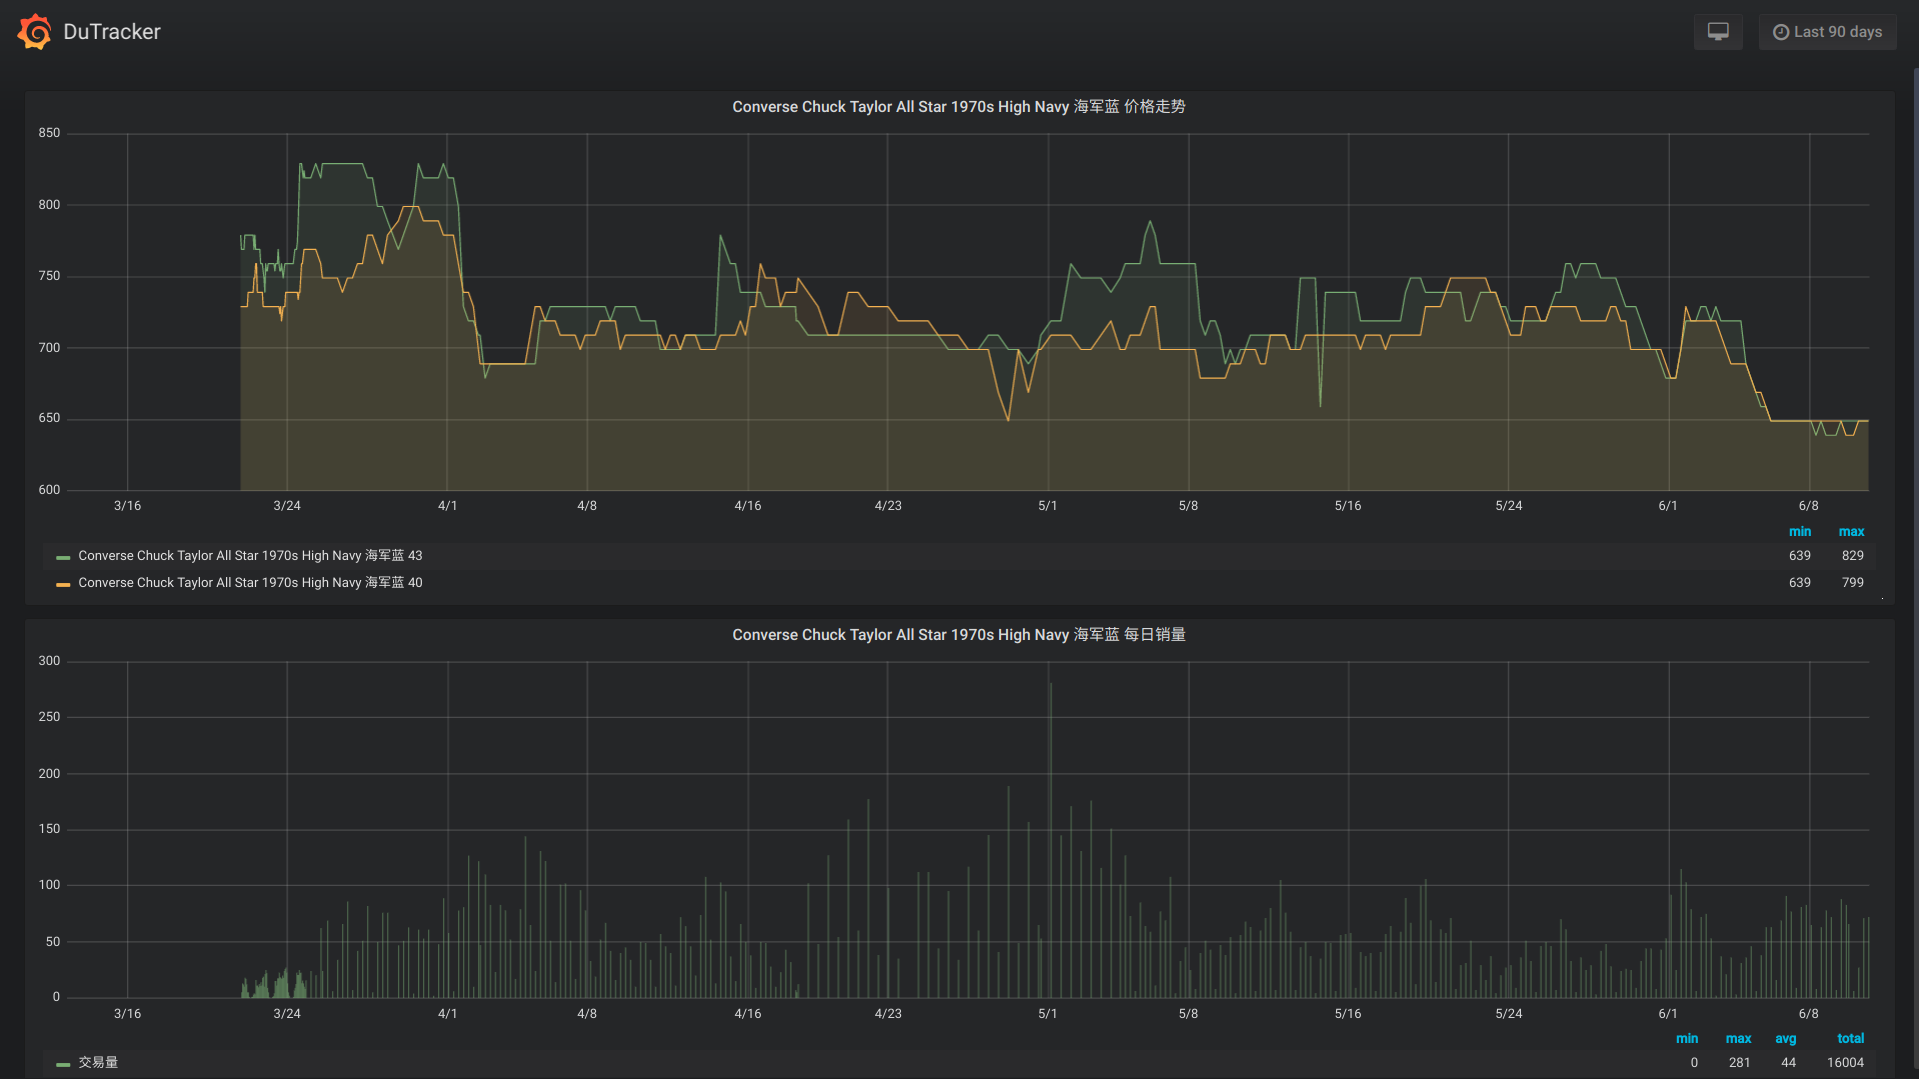 DuTracker
Last 90 days
Converse Chuck Taylor All Star 1970s High Navy 海军蓝 价格走势
850
800
750
700
650
600
3/16 3/24 4/1 4/8 4/16 4/23 5/1 5/8 5/16 5/24 6/1 6/8
min max
Converse Chuck Taylor All Star 1970s High Navy 海军蓝 43 639 829
Converse Chuck Taylor All Star 1970s High Navy 海军蓝 40 639 799
Converse Chuck Taylor All Star 1970s High Navy 海军蓝 每日销量
300
250
200
150
100
50
0
3/16 3/24 4/1 4/8 4/16 4/23 5/1 5/8 5/16 5/24 6/1 6/8
min max avg total
交易量 0 281 44 16004